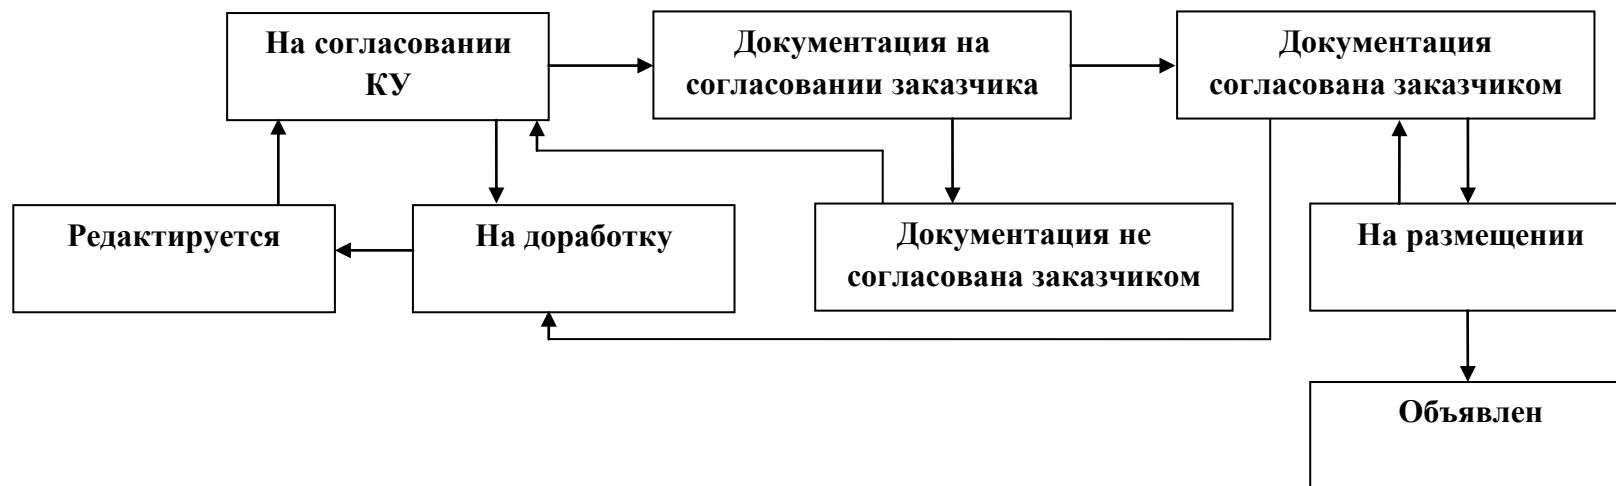 На согласовании
КУ
Документация на
согласовании заказчика
Документация
согласована заказчиком
Редактируется
На доработку
Документация не
согласована заказчиком
На размещении
Объявлен